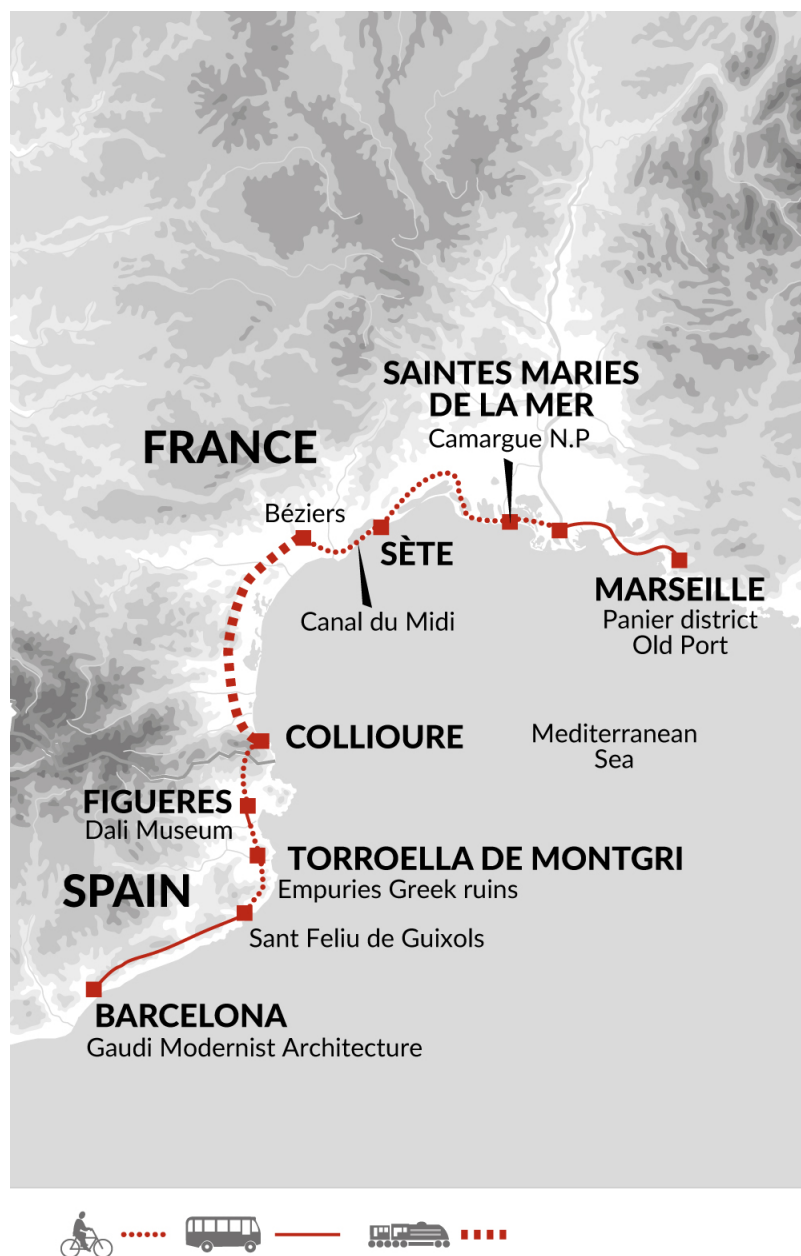 SAINTES MARIES
DE LA MER
Camargue N.P
FRANCE
Béziers
SÈTE
MARSEILLE
Panier district
Old Port
Canal du Midi
COLLIOURE
Mediterranean
Sea
FIGUERES
Dali Museum
TORROELLA DE MONTGRI
Empuries Greek ruins
SPAIN
Sant Feliu de Guixols
BARCELONA
Gaudi Modernist Architecture